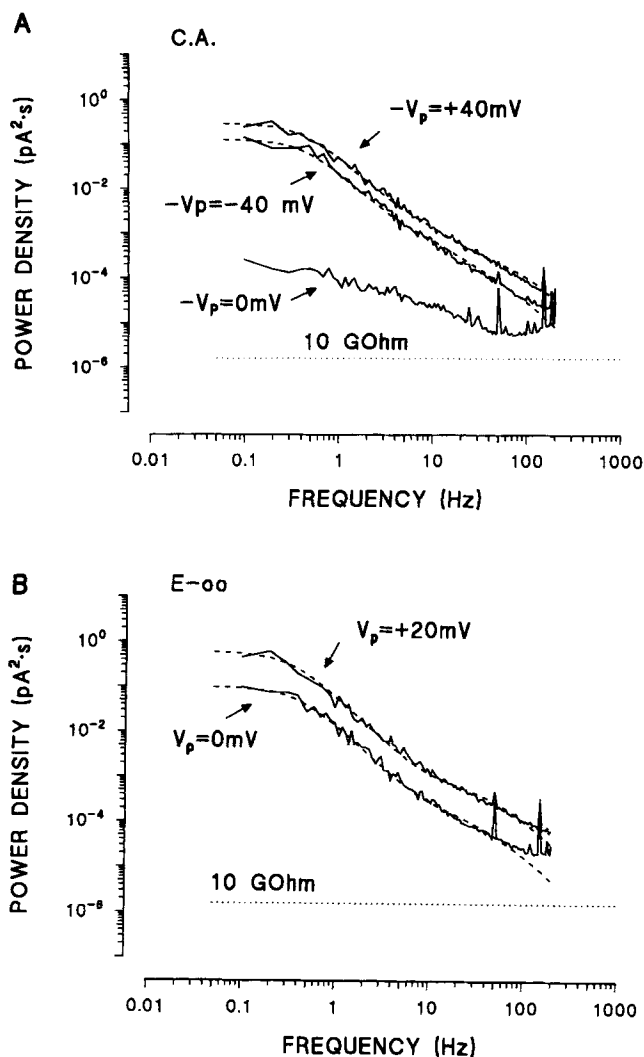 A
C.A.
POWER DENSITY (pA²·s)
10⁰
10⁻²
10⁻⁴
10⁻⁶
-Vₚ=+40mV
-Vp=-40 mV
-Vₚ=0mV
10 GOhm
0.01 0.1 1 10 100 1000
FREQUENCY (Hz)
B
E-oo
POWER DENSITY (pA²·s)
10⁰
10⁻²
10⁻⁴
10⁻⁶
Vₚ=+20mV
Vₚ=0mV
10 GOhm
0.01 0.1 1 10 100 1000
FREQUENCY (Hz)